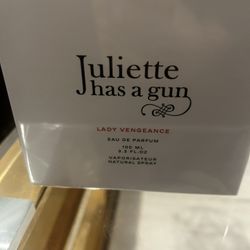 Juliette
has a gun
LADY VENGEANCE
EAU DE PARFUM
100 ML
3.3 FL.OZ
VAPORISATEUR
NATURAL SPRAY